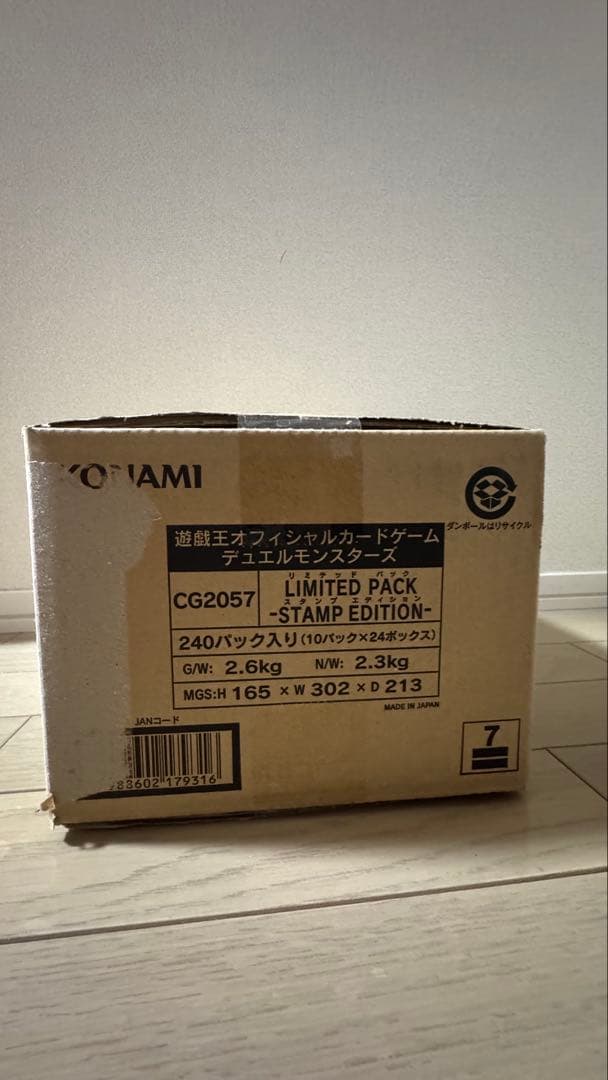 KONAMI
ダンボールはリサイクル
遊戯王オフィシャルカードゲーム
デュエルモンスターズ
CG2057
リミテッド パック
LIMITED PACK
スタンプ エディション
-STAMP EDITION-
240パック入り(10パック×24ボックス)
G/W: 2.6kg N/W: 2.3kg
MGS:H 165 × W 302 × D 213
MADE IN JAPAN
JANコード
7
988602 179316